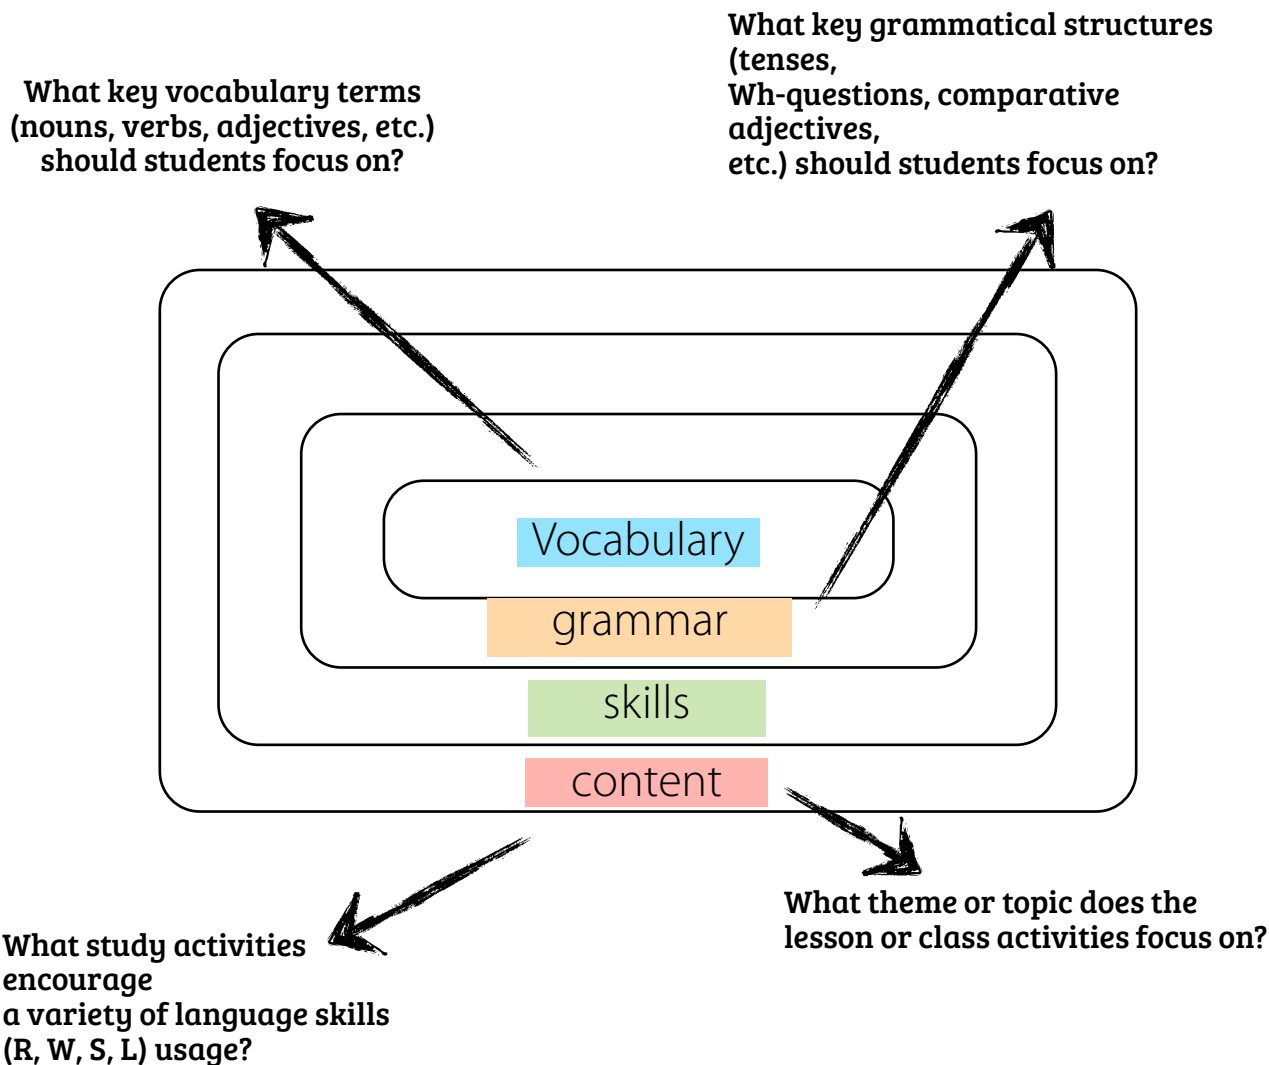 What key vocabulary terms
(nouns, verbs, adjectives, etc.)
should students focus on?
What key grammatical structures
(tenses,
Wh-questions, comparative
adjectives,
etc.) should students focus on?
Vocabulary
grammar
skills
content
What study activities
encourage
a variety of language skills
(R, W, S, L) usage?
What theme or topic does the
lesson or class activities focus on?